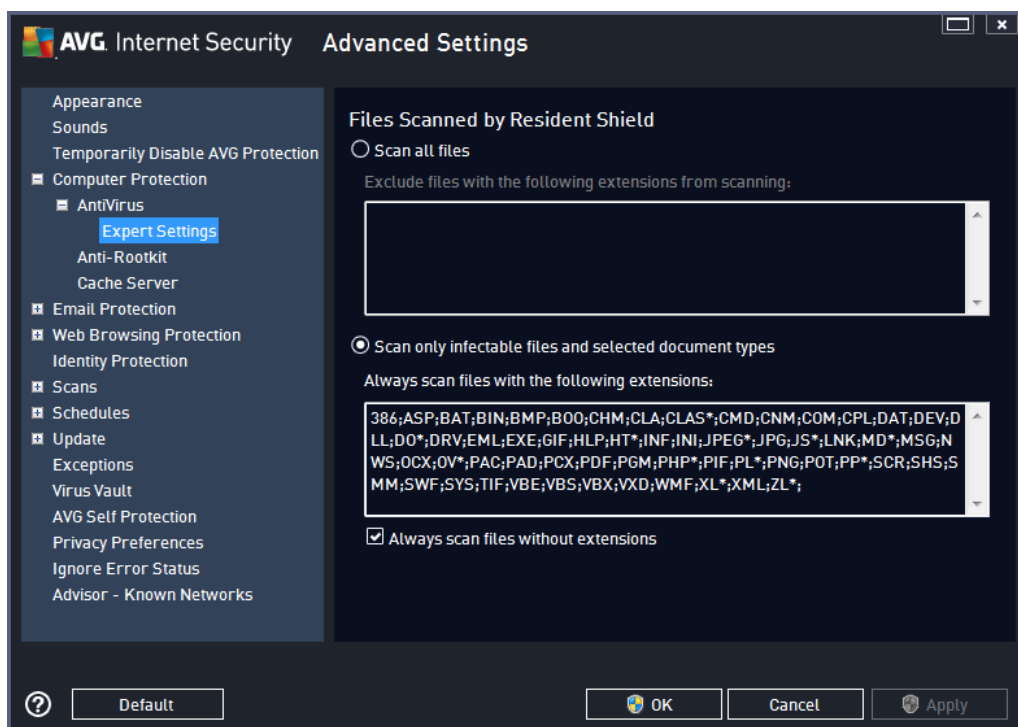 AVG. Internet Security Advanced Settings
Appearance
Sounds
Temporarily Disable AVG Protection
Computer Protection
AntiVirus
Expert Settings
Anti-Rootkit
Cache Server
Email Protection
Web Browsing Protection
Identity Protection
Scans
Schedules
Update
Exceptions
Virus Vault
AVG Self Protection
Privacy Preferences
Ignore Error Status
Advisor - Known Networks
Files Scanned by Resident Shield
Scan all files
Exclude files with the following extensions from scanning:
Scan only infectable files and selected document types
Always scan files with the following extensions:
386;ASP;BAT;BIN;BMP;BOO;CHM;CLA;CLAS*;CMD;CNM;COM;CPL;DAT;DEV;D
LL;DO*;DRV;EML;EXE;GIF;HLP;HT*;INF;INI;JPEG*;JPG;JS*;LNK;MD*;MSG;N
WS;OCX;OV*;PAC;PAD;PCX;PDF;PGM;PHP*;PIF;PL*;PNG;POT;PP*;SCR;SHS;S
MM;SWF;SYS;TIF;VBE;VBS;VBX;VXD;WMF;XL*;XML;ZL*;
Always scan files without extensions
? Default OK Cancel Apply